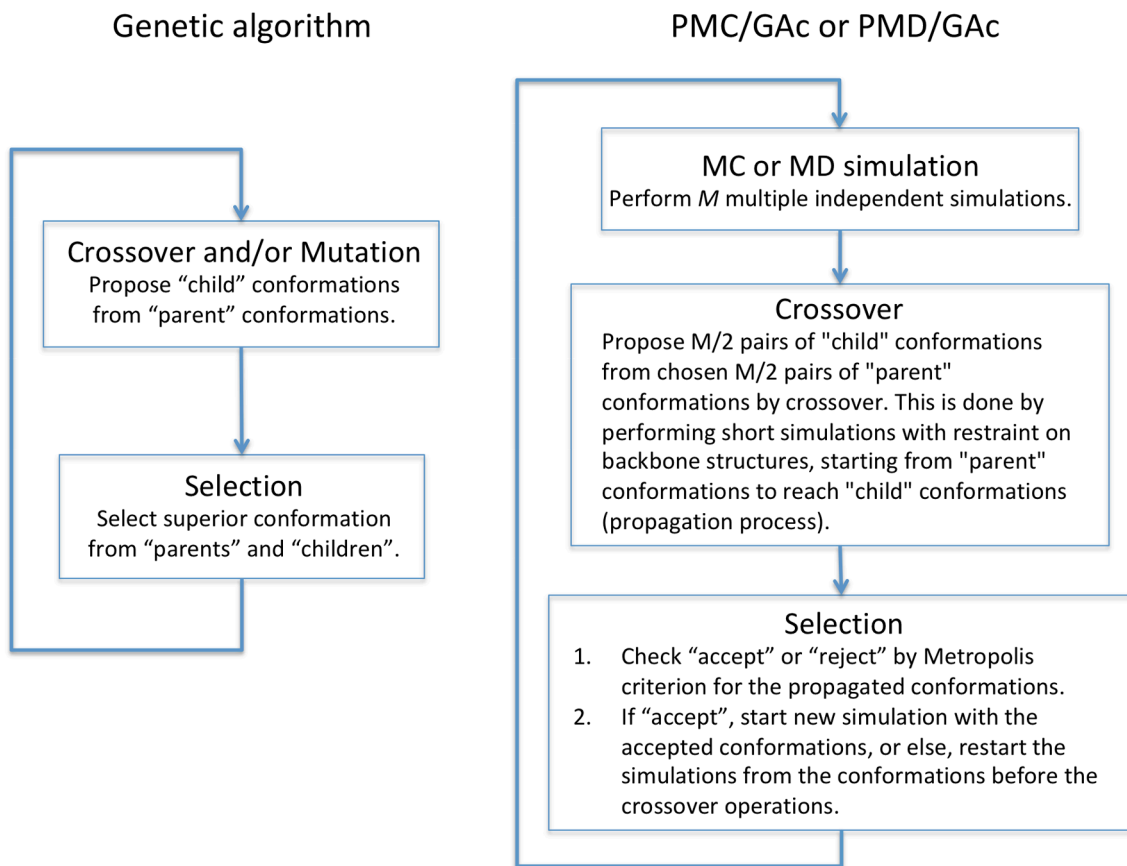 Genetic algorithm
Crossover and/or Mutation
Propose “child” conformations
from “parent” conformations.
Selection
Select superior conformation
from “parents” and “children”.
PMC/GAc or PMD/GAc
MC or MD simulation
Perform M multiple independent simulations.
Crossover
Propose M/2 pairs of "child" conformations
from chosen M/2 pairs of "parent"
conformations by crossover. This is done by
performing short simulations with restraint on
backbone structures, starting from "parent"
conformations to reach "child" conformations
(propagation process).
Selection
1. Check “accept” or “reject” by Metropolis
criterion for the propagated conformations.
2. If “accept”, start new simulation with the
accepted conformations, or else, restart the
simulations from the conformations before the
crossover operations.